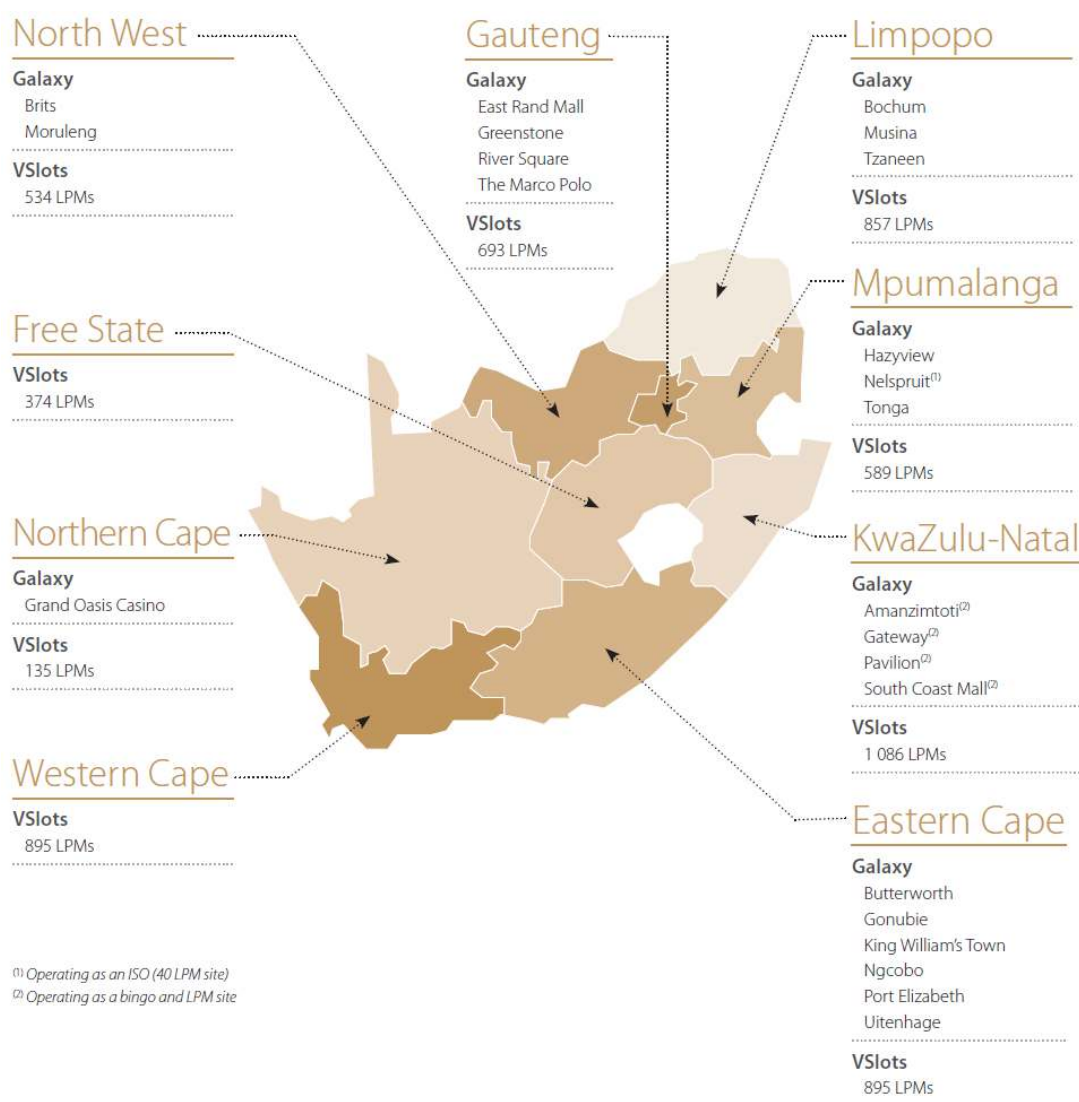 North West
Galaxy
Brits
Moruleng
VSlots
534 LPMs
Gauteng
Galaxy
East Rand Mall
Greenstone
River Square
The Marco Polo
VSlots
693 LPMs
Limpopo
Galaxy
Bochum
Musina
Tzaneen
VSlots
857 LPMs
Mpumalanga
Galaxy
Hazyview
Nelspruit(1)
Tonga
VSlots
589 LPMs
Free State
VSlots
374 LPMs
Northern Cape
Galaxy
Grand Oasis Casino
VSlots
135 LPMs
KwaZulu-Natal
Galaxy
Amanzimtoti(2)
Gateway(2)
Pavilion(2)
South Coast Mall(2)
VSlots
1 086 LPMs
Western Cape
VSlots
895 LPMs
Eastern Cape
Galaxy
Butterworth
Gonubie
King William’s Town
Ngcobo
Port Elizabeth
Uitenhage
VSlots
895 LPMs
(1) Operating as an ISO (40 LPM site)
(2) Operating as a bingo and LPM site